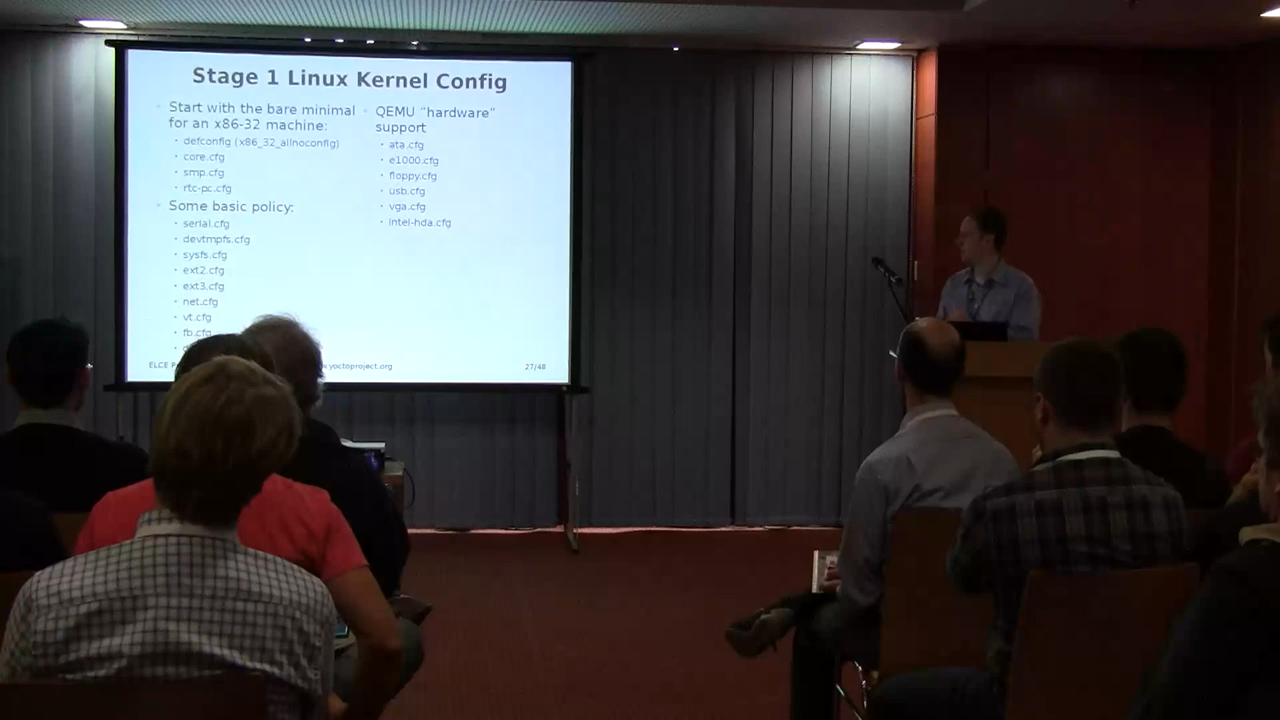 Stage 1 Linux Kernel Config
Start with the bare minimal
for an x86-32 machine:
defconfig (x86_32_allnoconfig)
core.cfg
smp.cfg
rtc-pc.cfg
Some basic policy:
serial.cfg
devtmpfs.cfg
sysfs.cfg
ext2.cfg
ext3.cfg
net.cfg
vt.cfg
fb.cfg
QEMU “hardware”
support
ata.cfg
e1000.cfg
floppy.cfg
usb.cfg
vga.cfg
intel-hda.cfg
ELCE
yoctoproject.org
27/48